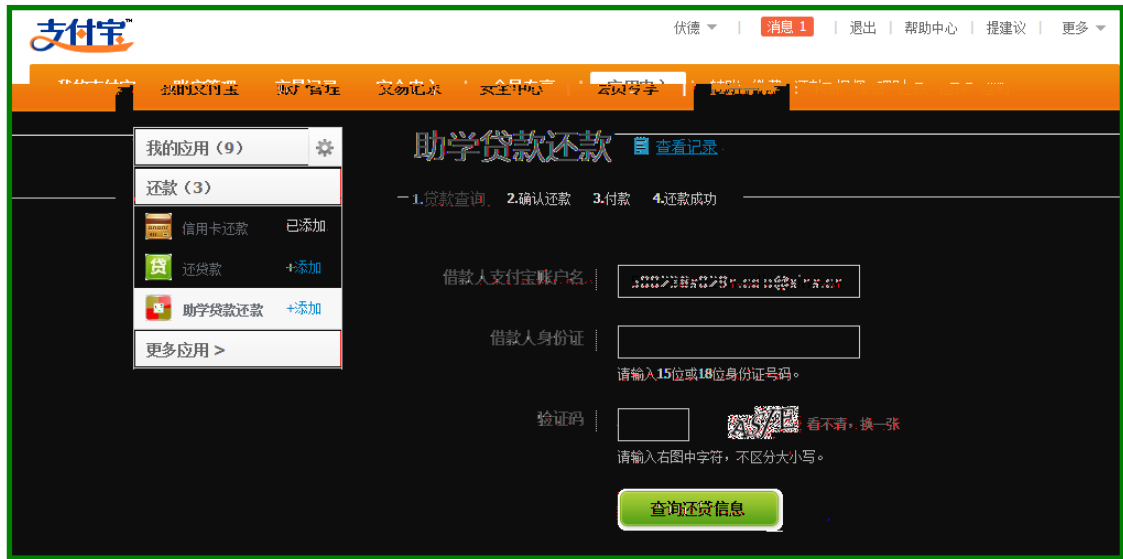 支付宝
伏德 | 消息 1 | 退出 | 帮助中心 | 提建议 | 更多
我的应用（9）
助学贷款还款 查看记录
还款（3）
1.贷款查询 2.确认还款 3.付款 4.还款成功
信用卡还款 已添加
还贷款 +添加
借款人支付宝账户名
助学贷款还款 +添加
借款人身份证
更多应用 >
请输入15位或18位身份证号码。
验证码
看不清，换一张
请输入右图中字符，不区分大小写。
查询还贷信息